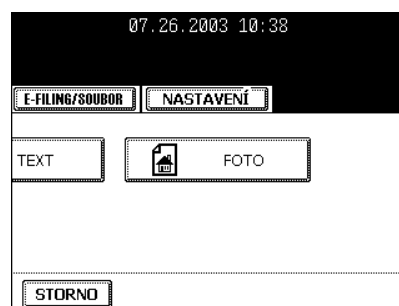 07.26.2003 10:38
E-FILING/SOUBOR NASTAVENÍ
TEXT FOTO
STORNO